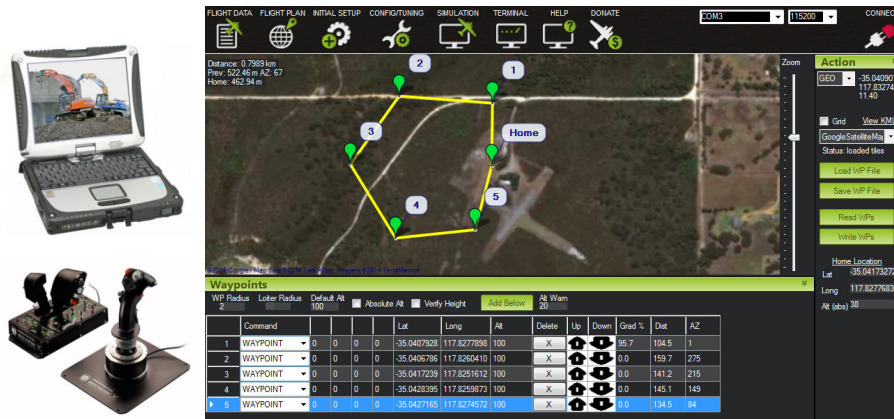 FLIGHT DATA FLIGHT PLAN INITIAL SETUP CONFIG/TUNING SIMULATION TERMINAL HELP DONATE COM3 115200 CONNEC
Distance: 0.7989 km
Prev: 522.46 m AZ: 67
Home: 462.94 m
2
1
3
Home
4
5
Zoom
Action
GEO -35.040907
117.83274
11.40
Grid View KML
GoogleSatelliteMap
Status: loaded tiles
Load WP File
Save WP File
Read WPs
Write WPs
Home Location
Lat -35.04173272
Long 117.8277683
Alt (abs) 38
Waypoints
WP Radius Loiter Radius Default Alt Alt Warn
2 100 Absolute Alt Verify Height Add Below 20
Command Lat Long Alt Delete Up Down Grad % Dist AZ
1 WAYPOINT 0 0 0 0 -35.0407928 117.8277898 100 X 95.7 104.5 1
2 WAYPOINT 0 0 0 0 -35.0406786 117.8260410 100 X 0.0 159.7 275
3 WAYPOINT 0 0 0 0 -35.0417239 117.8251612 100 X 0.0 141.2 215
4 WAYPOINT 0 0 0 0 -35.0428395 117.8259873 100 X 0.0 145.1 149
5 WAYPOINT 0 0 0 0 -35.0427165 117.8274572 100 X 0.0 134.5 84